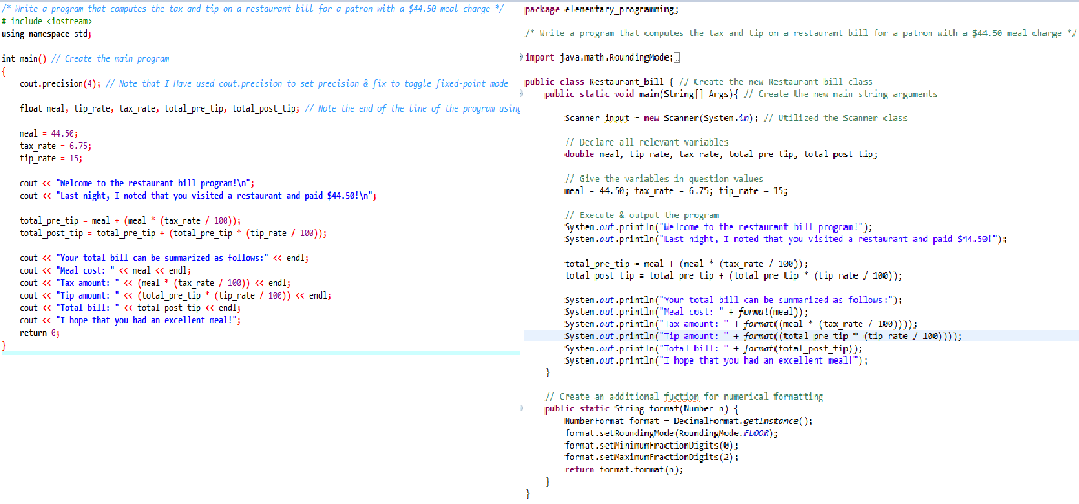 /* Write a program that computes the tax and tip on a restaurant bill for a patron with a $44.50 meal charge */
# include <iostream>
using namespace std;
int main() // Create the main program
{
cout.precision(4); // Note that I Have used cout.precision to set precision & fix to toggle fixed-point mode
float meal, tip_rate, tax_rate, total_pre_tip, total_post_tip; // Note the end of the line of the program using
meal = 44.50;
tax_rate = 6.75;
tip_rate = 15;
cout << "Welcome to the restaurant bill program!\n";
cout << "Last night, I noted that you visited a restaurant and paid $44.50!\n";
total_pre_tip = meal + (meal * (tax_rate / 100));
total_post_tip = total_pre_tip + (total_pre_tip * (tip_rate / 100));
cout << "Your total bill can be summarized as follows:" << endl;
cout << "Meal cost: " << meal << endl;
cout << "Tax amount: " << (meal * (tax_rate / 100)) << endl;
cout << "Tip amount: " << (total_pre_tip * (tip_rate / 100)) << endl;
cout << "Total bill: " << total_post_tip << endl;
cout << "I hope that you had an excellent meal!";
return 0;
}
package elementary_programming;
/* Write a program that computes the tax and tip on a restaurant bill for a patron with a $44.50 meal charge */
import java.math.RoundingMode;
public class Restaurant_bill { // Create the new Restaurant bill class
public static void main(String[] Args){ // Create the new main string arguments
Scanner input = new Scanner(System.in); // Utilized the Scanner class
// Declare all relevant variables
double meal, tip_rate, tax_rate, total_pre_tip, total_post_tip;
// Give the variables in question values
meal = 44.50; tax_rate = 6.75; tip_rate = 15;
// Execute & output the program
System.out.println("Welcome to the restaurant bill program!");
System.out.println("Last night, I noted that you visited a restaurant and paid $44.50!");
total_pre_tip = meal + (meal * (tax_rate / 100));
total_post_tip = total_pre_tip + (total_pre_tip * (tip_rate / 100));
System.out.println("Your total bill can be summarized as follows:");
System.out.println("Meal cost: " + format(meal));
System.out.println("Tax amount: " + format((meal * (tax_rate / 100))));
System.out.println("Tip amount: " + format((total_pre_tip * (tip_rate / 100))));
System.out.println("Total bill: " + format(total_post_tip));
System.out.println("I hope that you had an excellent meal!");
}
// Create an additional fuction for numerical formatting
public static String format(Number n) {
NumberFormat format = DecimalFormat.getInstance();
format.setRoundingMode(RoundingMode.FLOOR);
format.setMinimumFractionDigits(0);
format.setMaximumFractionDigits(2);
return format.format(n);
}
}